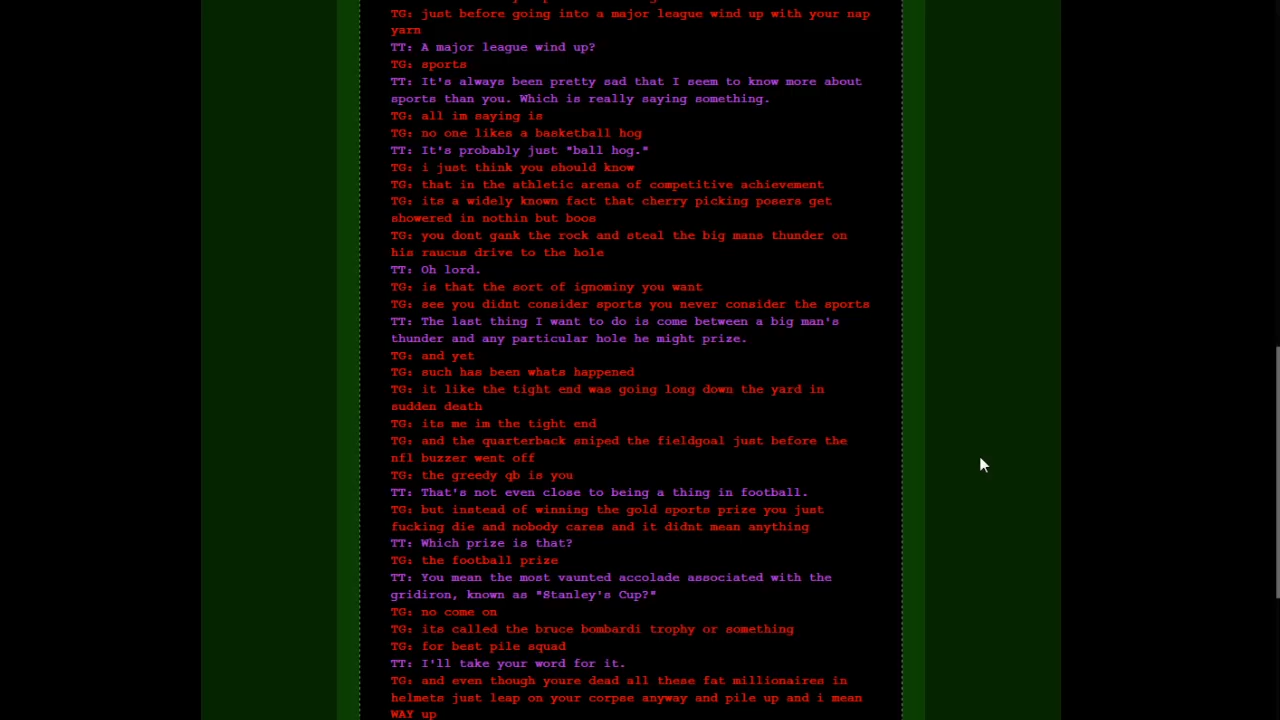 TG: just before going into a major league wind up with your nap
yarn
TT: A major league wind up?
TG: sports
TT: It's always been pretty sad that I seem to know more about
sports than you. Which is really saying something.
TG: all im saying is
TG: no one likes a basketball hog
TT: It's probably just "ball hog."
TG: i just think you should know
TG: that in the athletic arena of competitive achievement
TG: its a widely known fact that cherry picking posers get
showered in nothin but boos
TG: you dont gank the rock and steal the big mans thunder on
his raucus drive to the hole
TT: Oh lord.
TG: is that the sort of ignominy you want
TG: see you didnt consider sports you never consider the sports
TT: The last thing I want to do is come between a big man's
thunder and any particular hole he might prize.
TG: and yet
TG: such has been whats happened
TG: it like the tight end was going long down the yard in
sudden death
TG: its me im the tight end
TG: and the quarterback sniped the fieldgoal just before the
nfl buzzer went off
TG: the greedy qb is you
TT: That's not even close to being a thing in football.
TG: but instead of winning the gold sports prize you just
fucking die and nobody cares and it didnt mean anything
TT: Which prize is that?
TG: the football prize
TT: You mean the most vaunted accolade associated with the
gridiron, known as "Stanley's Cup?"
TG: no come on
TG: its called the bruce bombardi trophy or something
TG: for best pile squad
TT: I'll take your word for it.
TG: and even though youre dead all these fat millionaires in
helmets just leap on your corpse anyway and pile up and i mean
WAY up